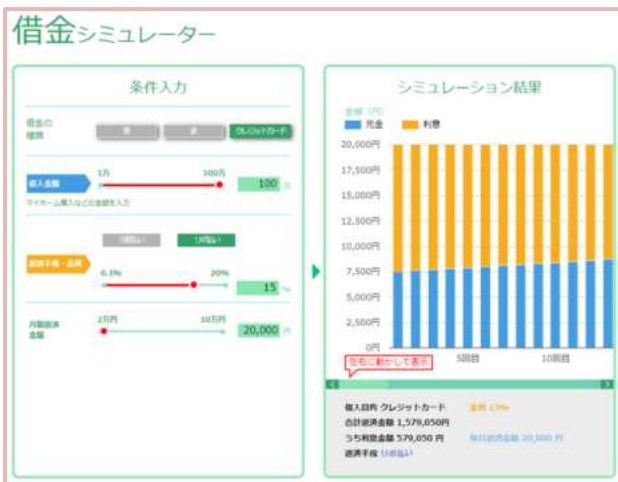 借金シミュレーター
条件入力
借金の
種類
クレジットカード
借入金額
1万
100万
100
マイホーム購入などの金額を入力
リボ払い
0.1%
20%
15
%
月額返済
金額
2万円
10万円
20,000
円
シミュレーション結果
金額（円）
元金
利息
20,000円
17,500円
15,000円
12,500円
10,000円
7,500円
5,000円
2,500円
0円
5回目
10回目
左右に動かして表示
借入目的 クレジットカード
金利 15%
合計返済金額 1,579,050円
うち利息金額 579,050 円
毎月返済金額 20,000 円
返済手段 リボ払い